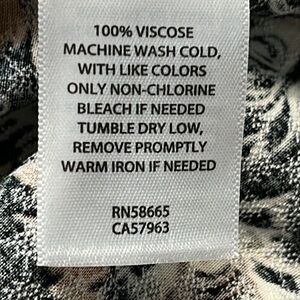 100% VISCOSE
MACHINE WASH COLD,
WITH LIKE COLORS
ONLY NON-CHLORINE
BLEACH IF NEEDED
TUMBLE DRY LOW,
REMOVE PROMPTLY
WARM IRON IF NEEDED
RN58665
CA57963